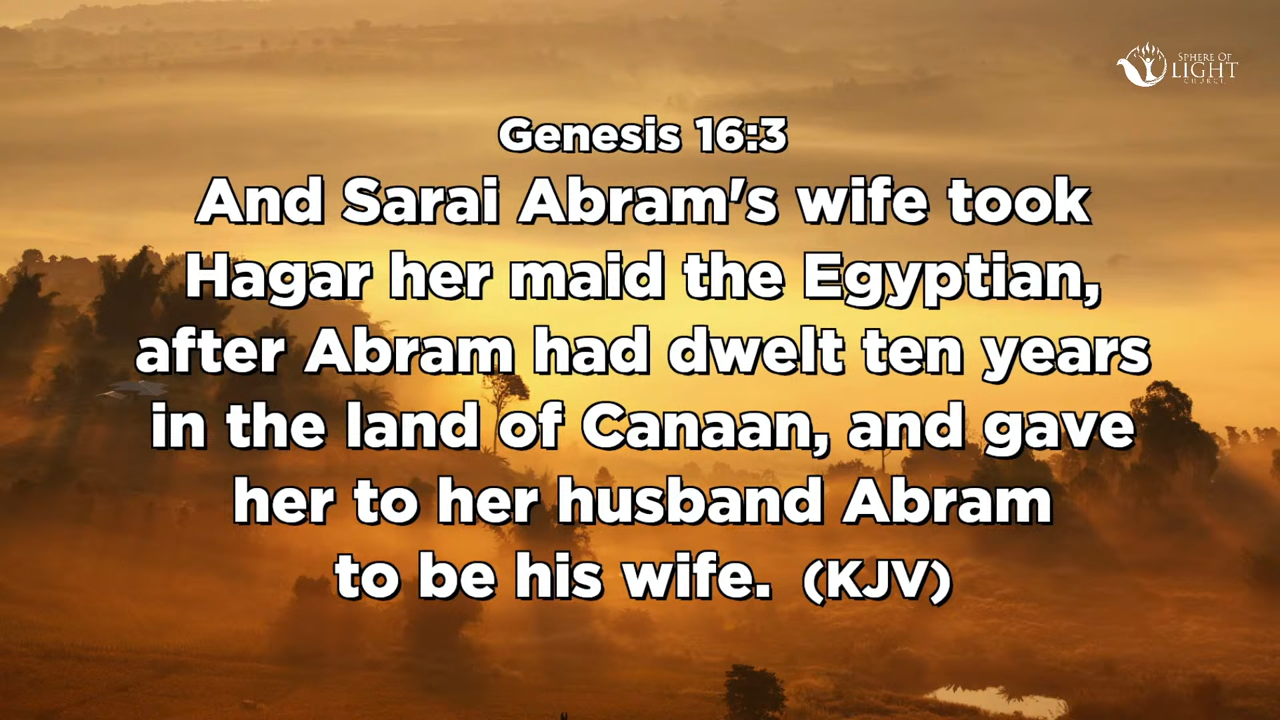 SPHERE OF
LIGHT
CHURCH
Genesis 16:3
And Sarai Abram's wife took
Hagar her maid the Egyptian,
after Abram had dwelt ten years
in the land of Canaan, and gave
her to her husband Abram
to be his wife. (KJV)